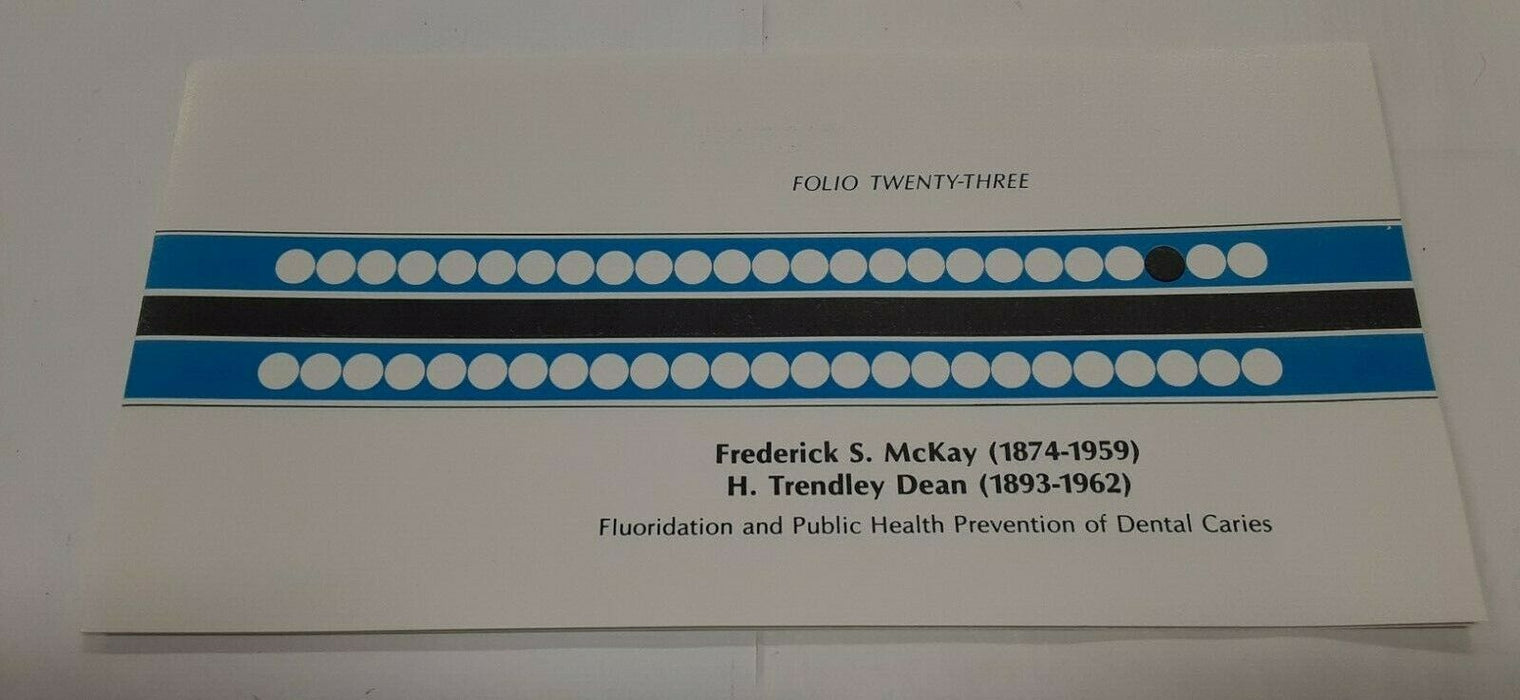 FOLIO TWENTY-THREE
Frederick S. McKay (1874-1959)
H. Trendley Dean (1893-1962)
Fluoridation and Public Health Prevention of Dental Caries